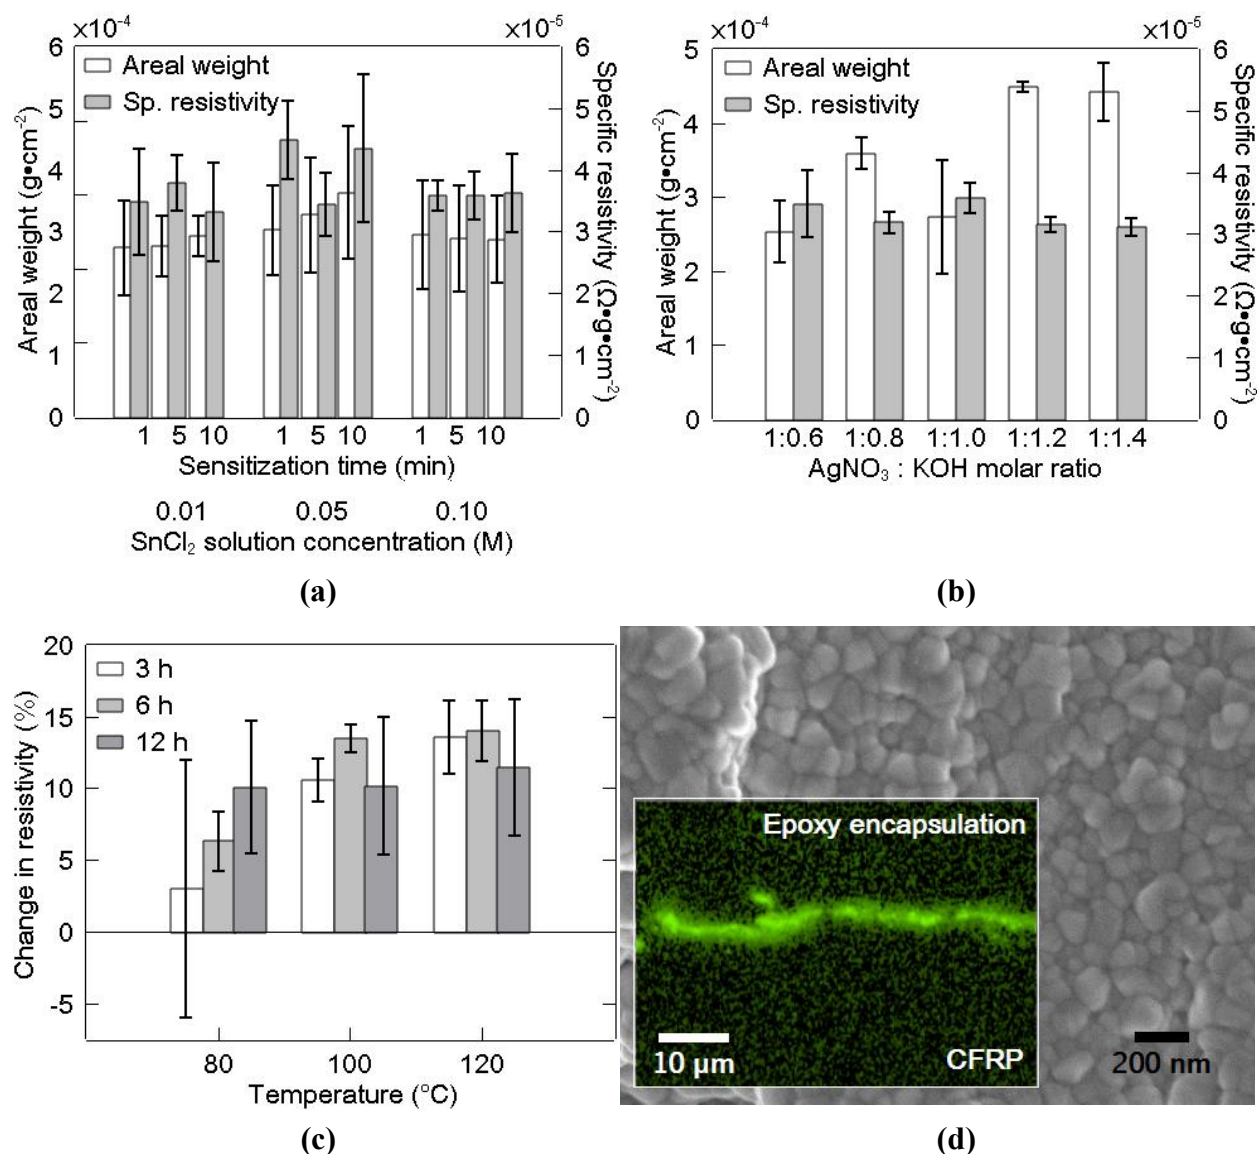 ×10⁻⁴ ×10⁻⁵
6 6
Areal weight
Sp. resistivity
5 5
4 4
3 3
2 2
1 1
0 0
Areal weight (g•cm⁻²)
Specific resistivity (Ω•g•cm⁻²)
1 5 10 1 5 10 1 5 10
Sensitization time (min)
0.01 0.05 0.10
SnCl₂ solution concentration (M)
(a)
×10⁻⁴ ×10⁻⁵
5 6
Areal weight
Sp. resistivity
5
4
4
3
3
2
2
1
1
0 0
Areal weight (g•cm⁻²)
Specific resistivity (Ω•g•cm⁻²)
1:0.6 1:0.8 1:1.0 1:1.2 1:1.4
AgNO₃ : KOH molar ratio
(b)
20
3 h
15
6 h
12 h
10
5
0
-5
Change in resistivity (%)
80 100 120
Temperature (°C)
(c)
Epoxy encapsulation
10 µm
CFRP
200 nm
(d)